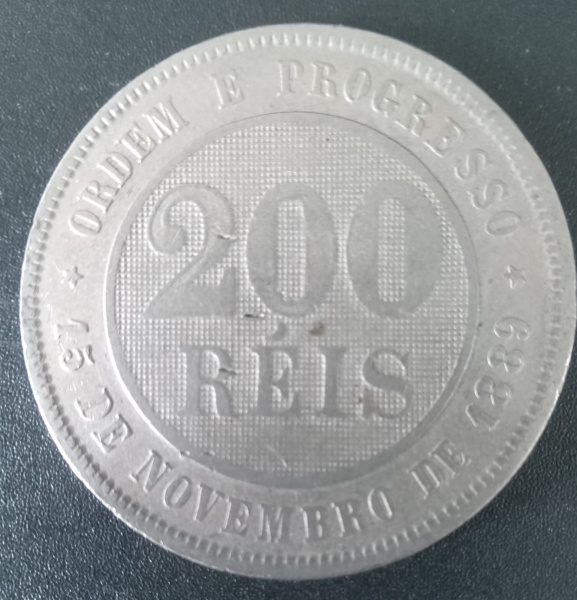 ORDEM E PROGRESSO
200
RÉIS
★ 15 DE NOVEMBRO DE 1889 ★